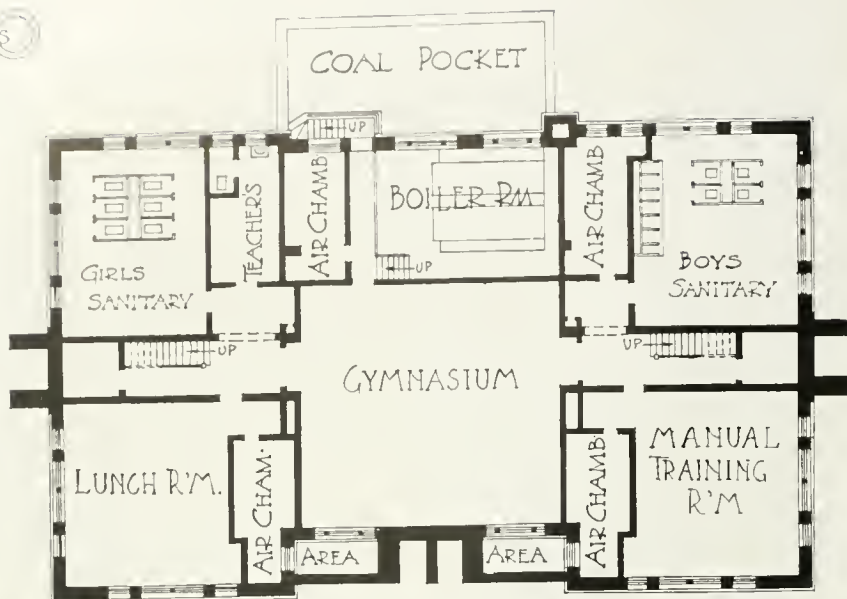 S
COAL POCKET
UP
TEACHER'S
AIR CHAMB
BOILER RM
AIR CHAMB
GIRLS
SANITARY
UP
BOYS
SANITARY
UP
UP
GYMNASIUM
LUNCH R'M.
AIR CHAM.
AIR CHAMB.
MANUAL
TRAINING
R'M
AREA
AREA